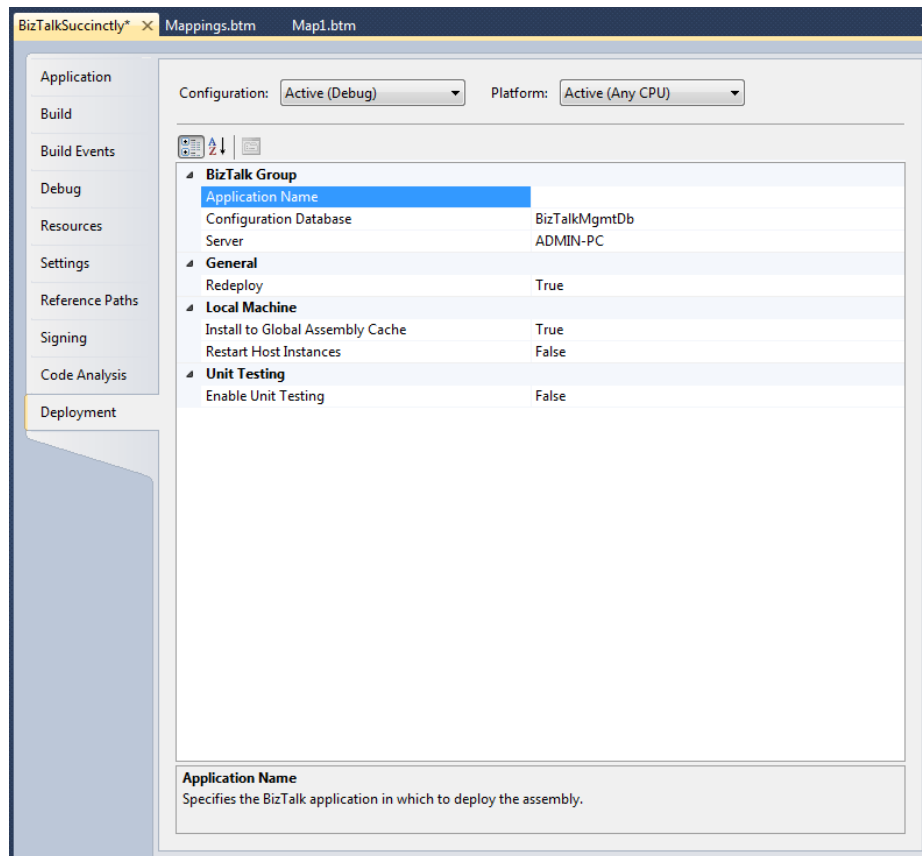 BizTalkSuccinctly* Mappings.btm Map1.btm
Application
Build
Build Events
Debug
Resources
Settings
Reference Paths
Signing
Code Analysis
Deployment
Configuration: Active (Debug) Platform: Active (Any CPU)
BizTalk Group
Application Name
Configuration Database BizTalkMgmtDb
Server ADMIN-PC
General
Redeploy True
Local Machine
Install to Global Assembly Cache True
Restart Host Instances False
Unit Testing
Enable Unit Testing False
Application Name
Specifies the BizTalk application in which to deploy the assembly.